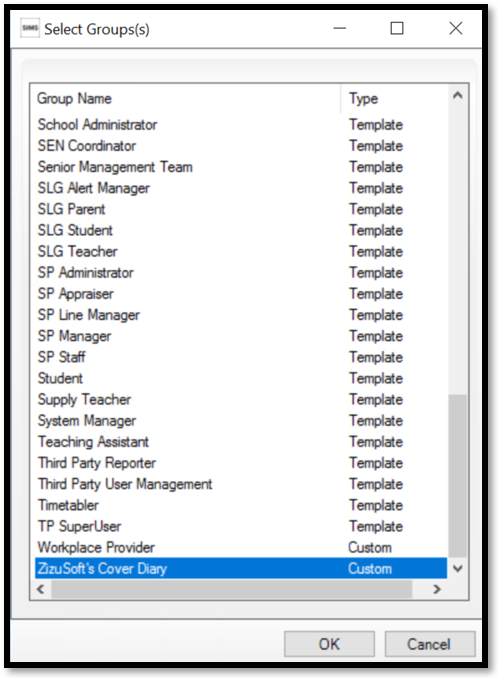 SIMS Select Groups(s)
Group Name Type
School Administrator Template
SEN Coordinator Template
Senior Management Team Template
SLG Alert Manager Template
SLG Parent Template
SLG Student Template
SLG Teacher Template
SP Administrator Template
SP Appraiser Template
SP Line Manager Template
SP Manager Template
SP Staff Template
Student Template
Supply Teacher Template
System Manager Template
Teaching Assistant Template
Third Party Reporter Template
Third Party User Management Template
Timetabler Template
TP SuperUser Template
Workplace Provider Custom
ZizuSoft's Cover Diary Custom
OK Cancel